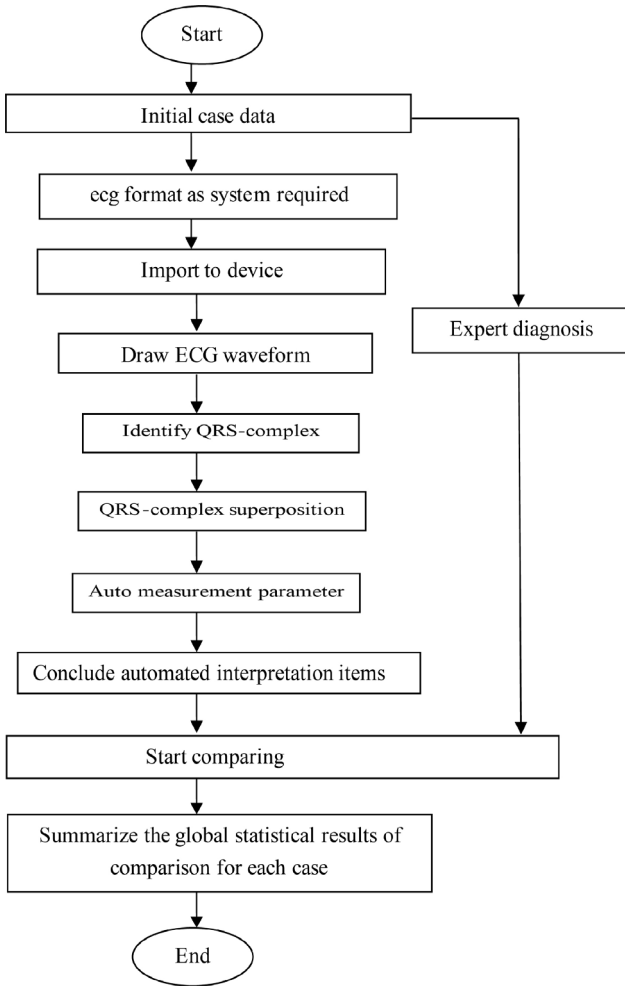 Start
Initial case data
ecg format as system required
Import to device
Expert diagnosis
Draw ECG waveform
Identify QRS-complex
QRS-complex superposition
Auto measurement parameter
Conclude automated interpretation items
Start comparing
Summarize the global statistical results of
comparison for each case
End